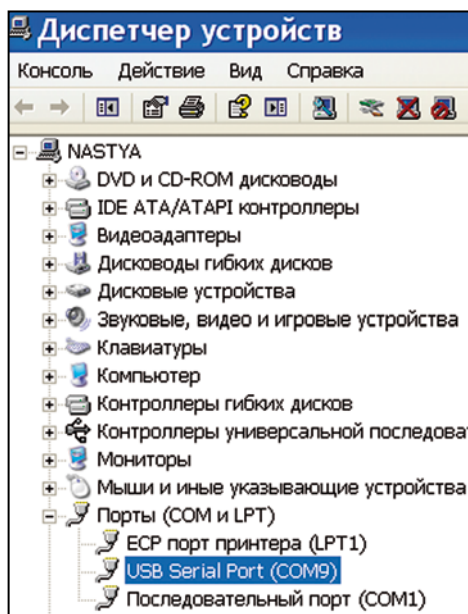 Диспетчер устройств
Консоль Действие Вид Справка
NASTYA
DVD и CD-ROM дисководы
IDE ATA/ATAPI контроллеры
Видеоадаптеры
Дисководы гибких дисков
Дисковые устройства
Звуковые, видео и игровые устройства
Клавиатуры
Компьютер
Контроллеры гибких дисков
Контроллеры универсальной последоват
Мониторы
Мыши и иные указывающие устройства
Порты (COM и LPT)
ECP порт принтера (LPT1)
USB Serial Port (COM9)
Последовательный порт (COM1)